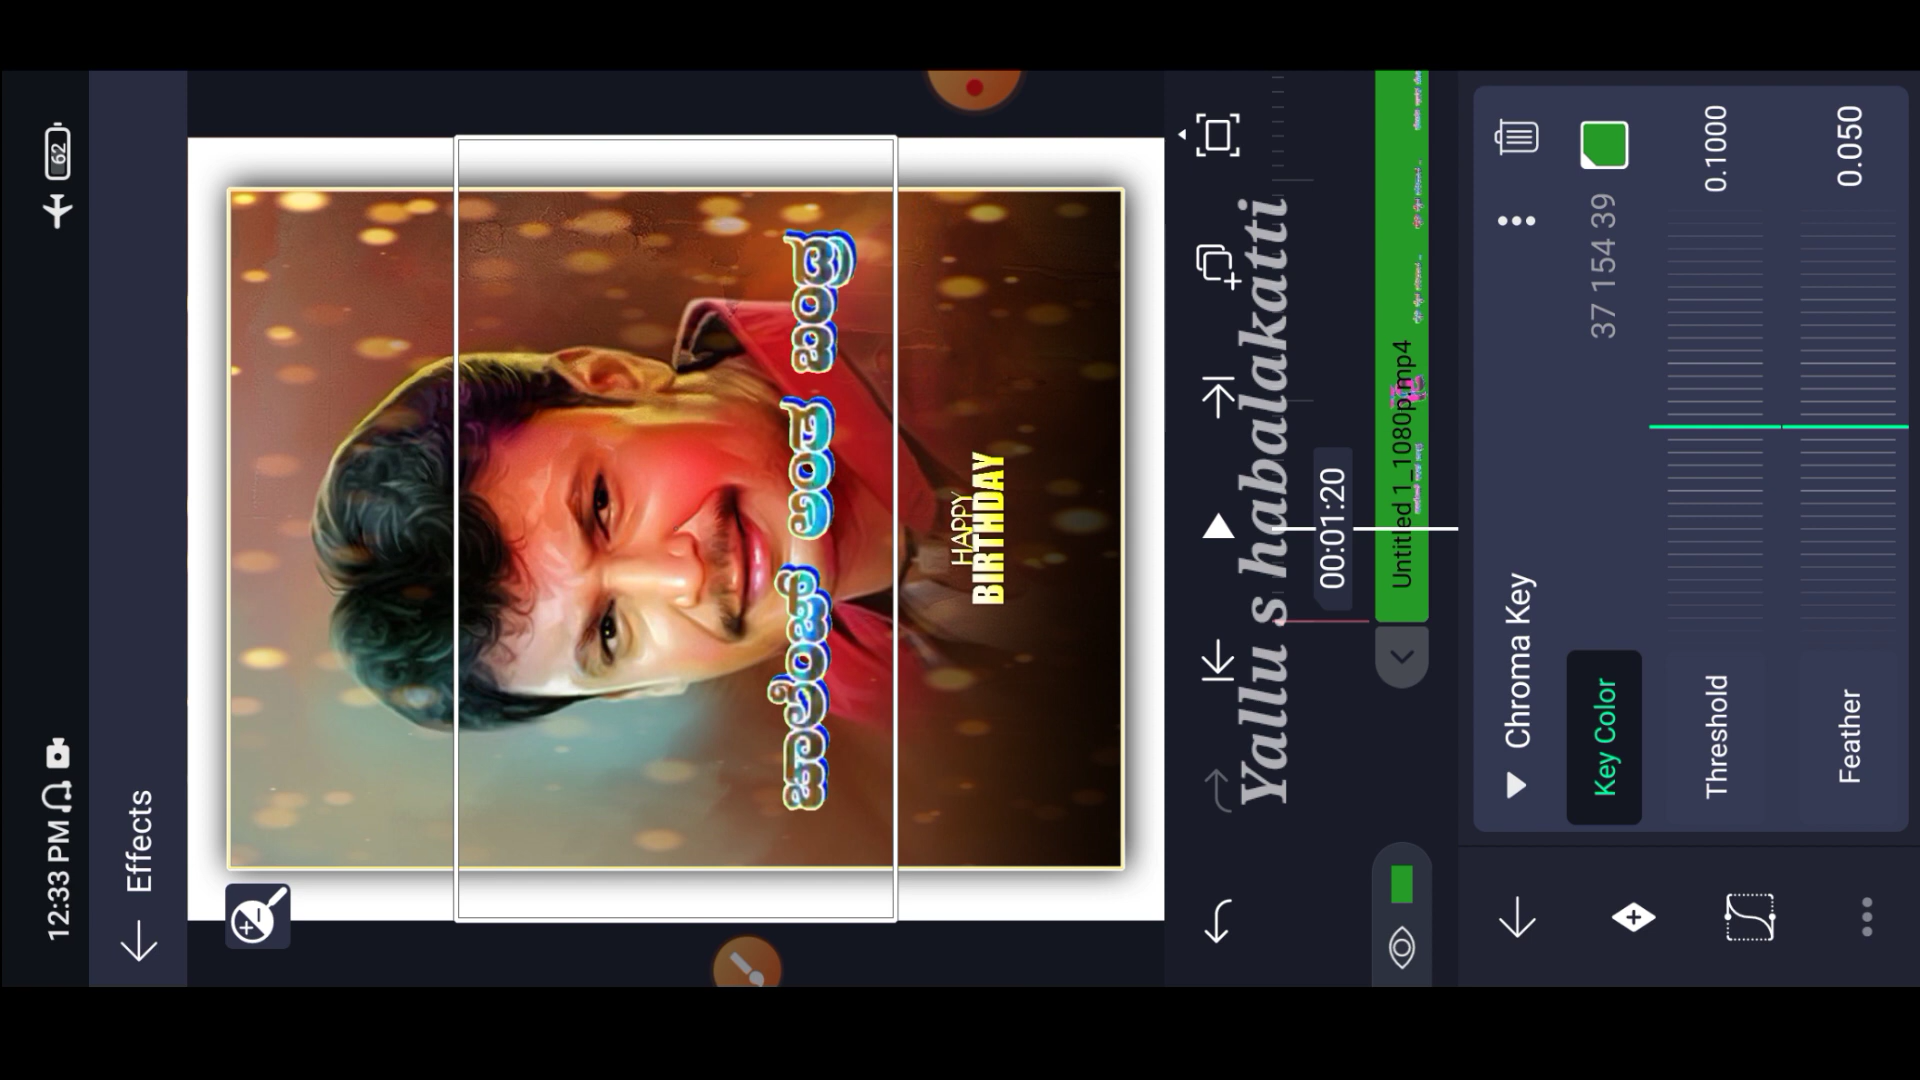 12:33 PM
62
Effects
ಜಾಲಿಂಜ ದಿಂದ ಬಂಡ್ರಿ
HAPPY
BIRTHDAY
Yallu s habalakatti
00:01:20
Untitled 1_1080p.mp4
Chroma Key
Key Color
37 154 39
Threshold
0.1000
Feather
0.050